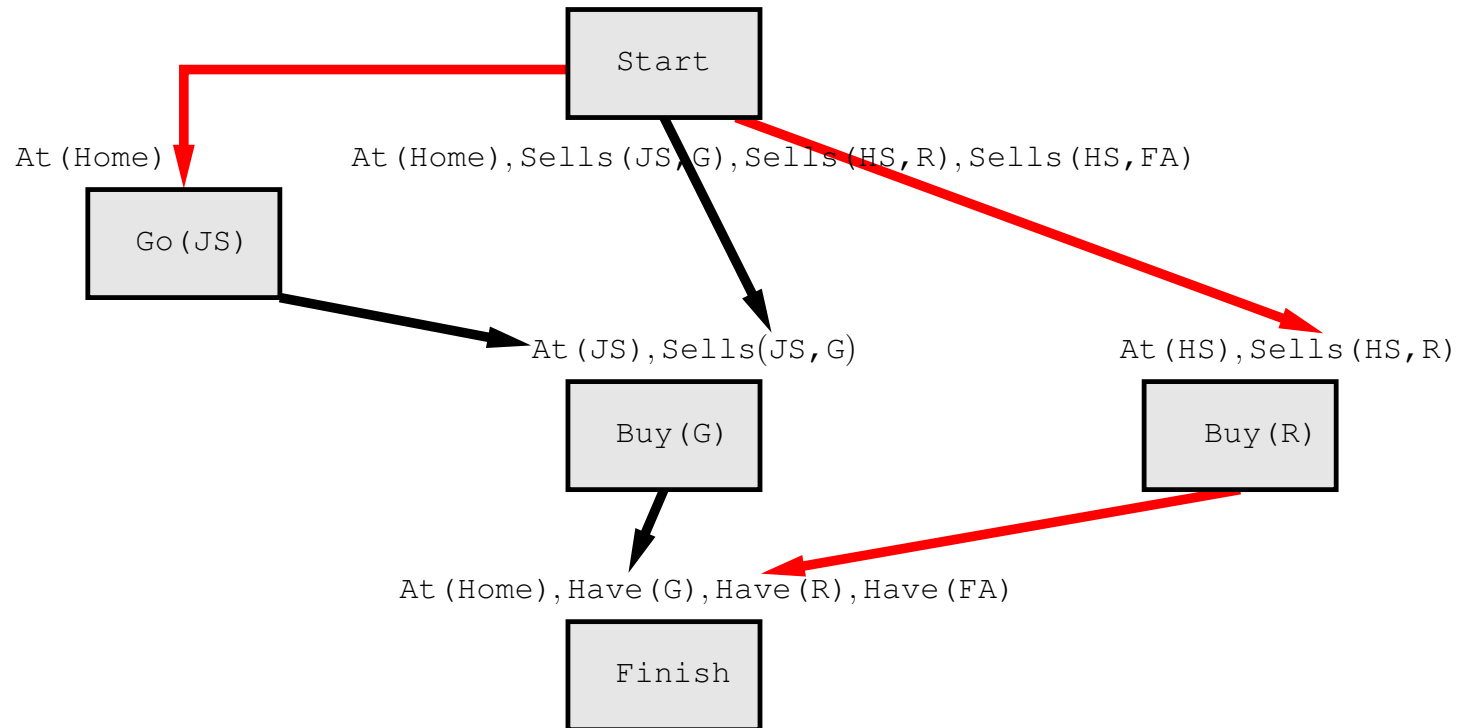 Start
At(Home)
At(Home),Sells(JS,G),Sells(HS,R),Sells(HS,FA)
Go(JS)
At(JS),Sells(JS,G)
At(HS),Sells(HS,R)
Buy(G)
Buy(R)
At(Home),Have(G),Have(R),Have(FA)
Finish